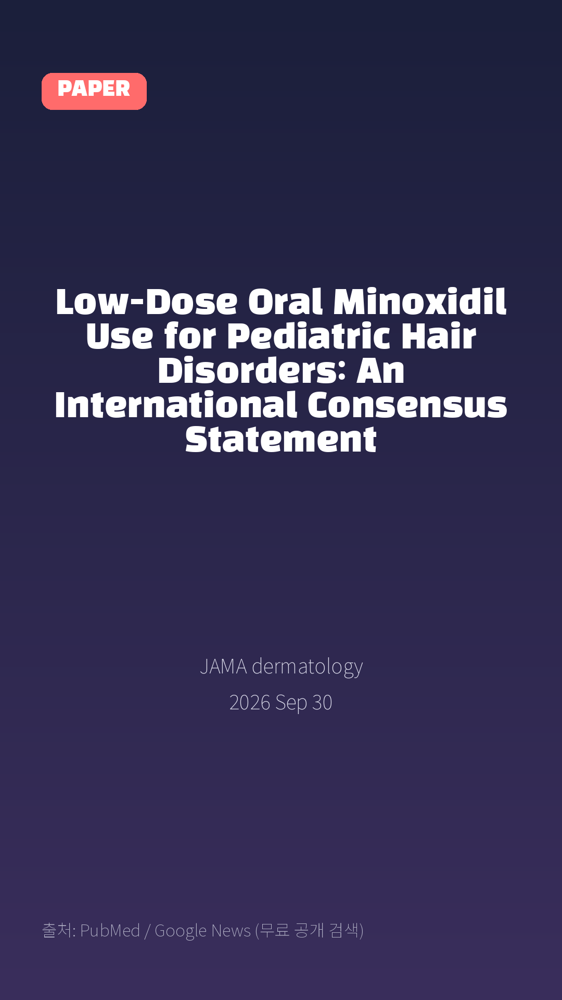 PAPER
Low-Dose Oral Minoxidil
Use for Pediatric Hair
Disorders: An
International Consensus
Statement
JAMA dermatology
2026 Sep 30
출처: PubMed / Google News (무료 공개 검색)